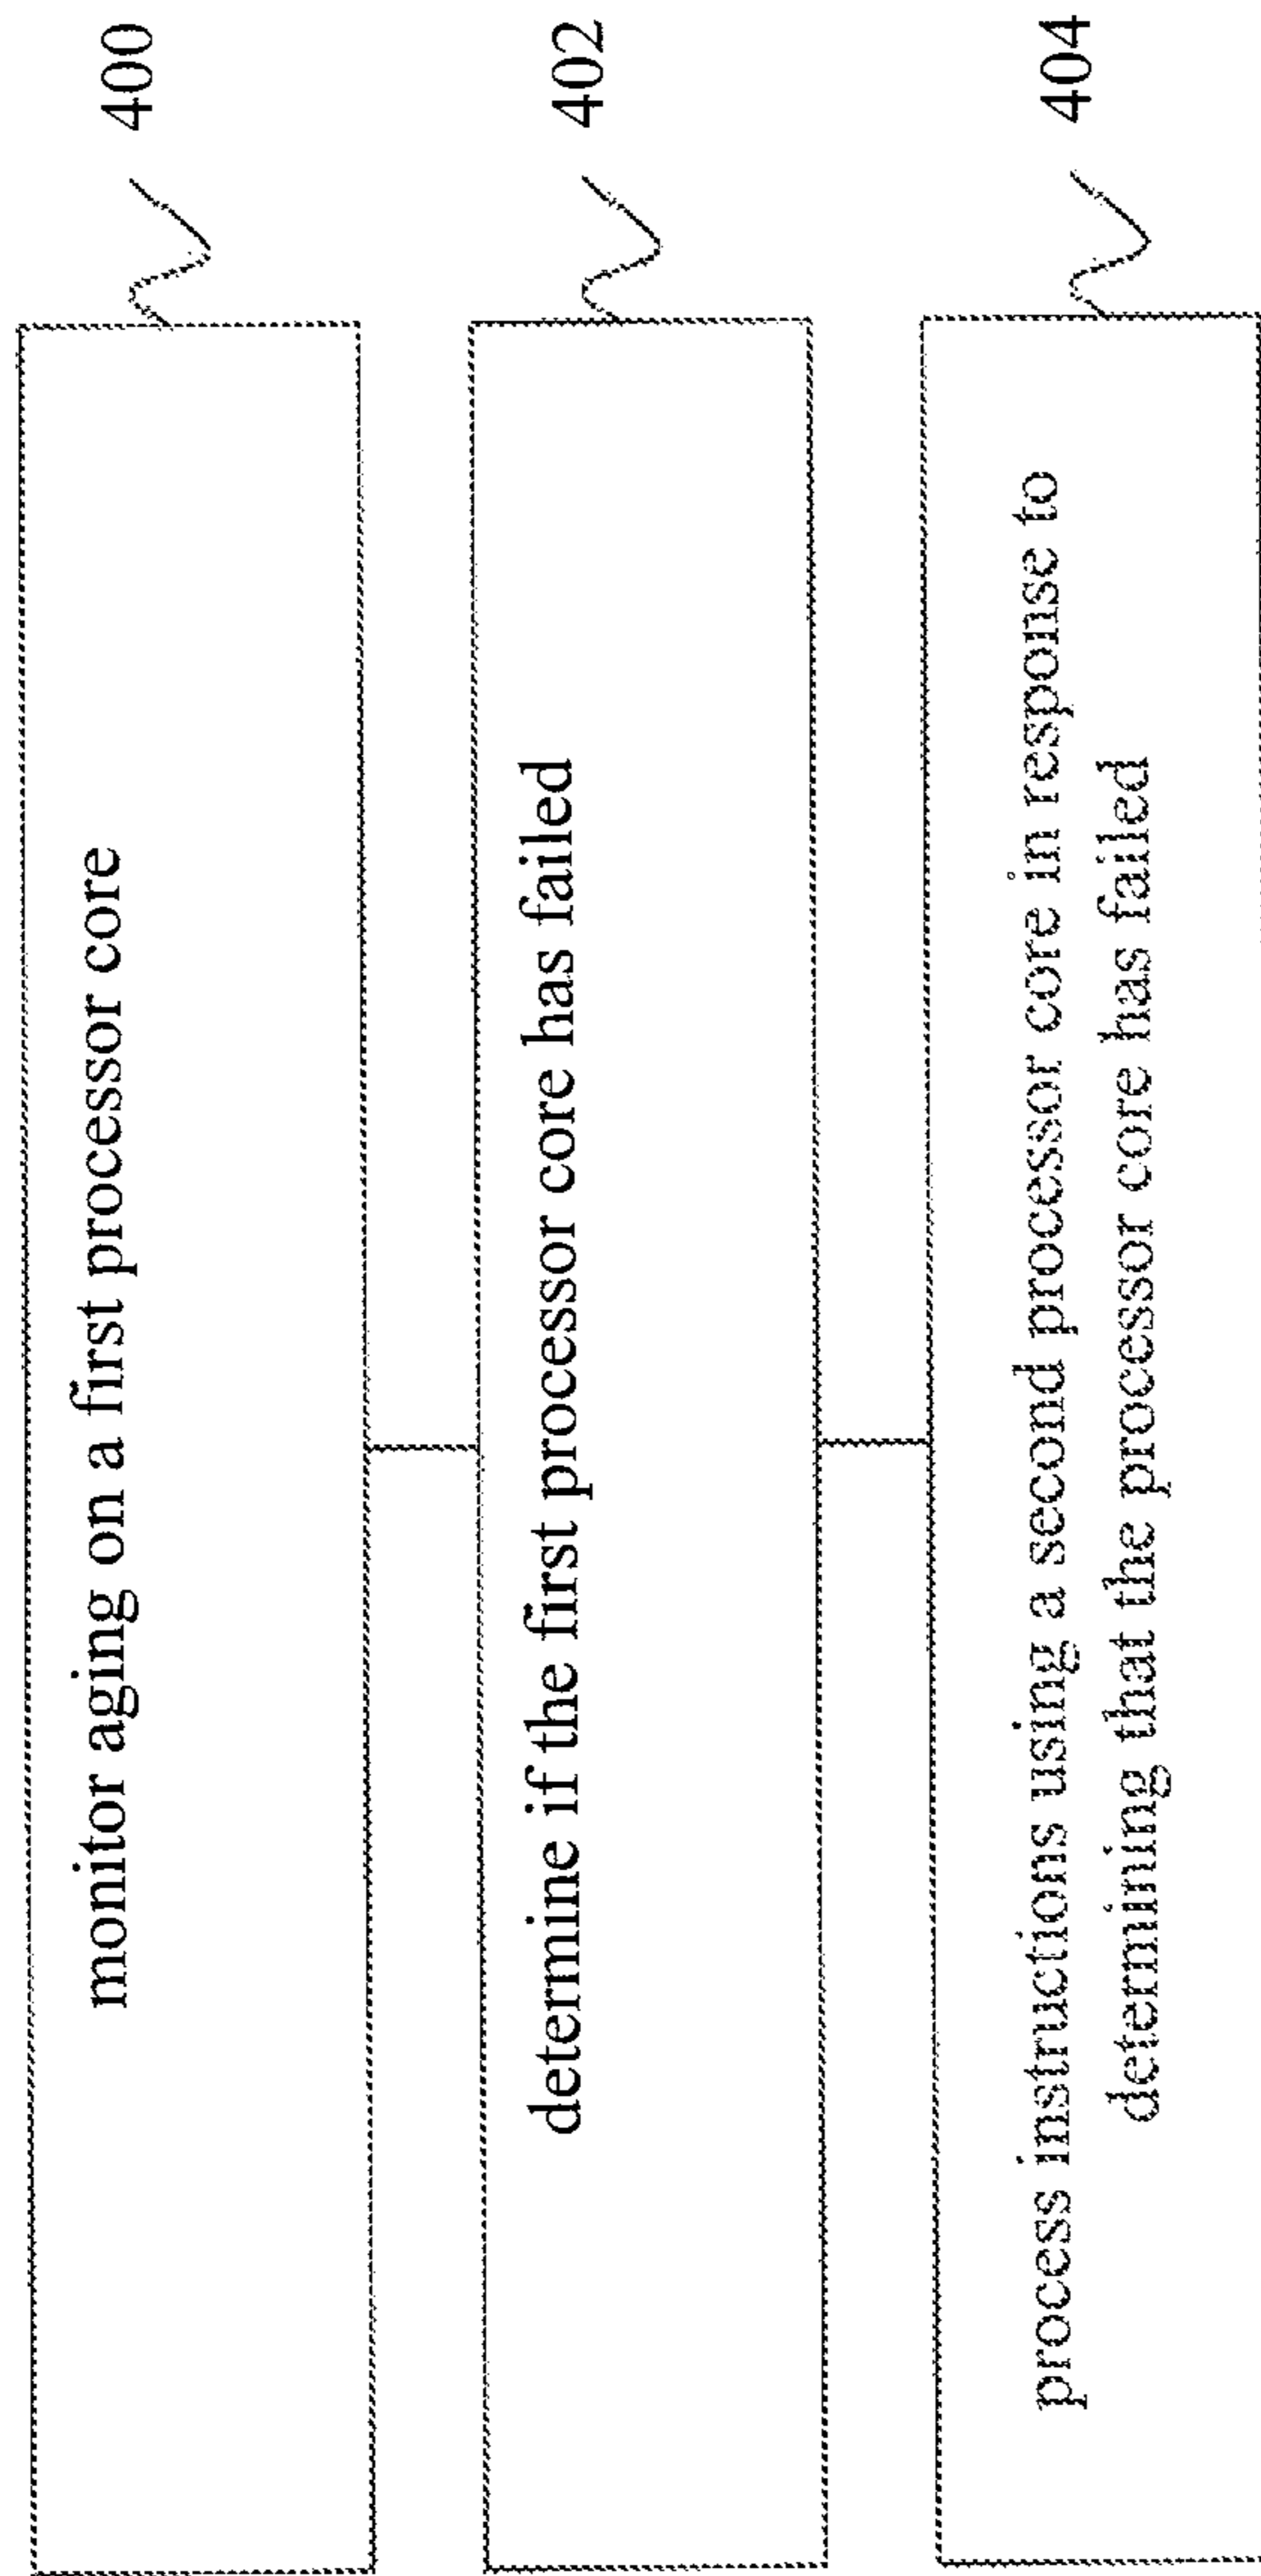 monitor aging on a first processor core
400
determine if the first processor core has failed
402
process instructions using a second processor core in response to
determining that the processor core has failed
404